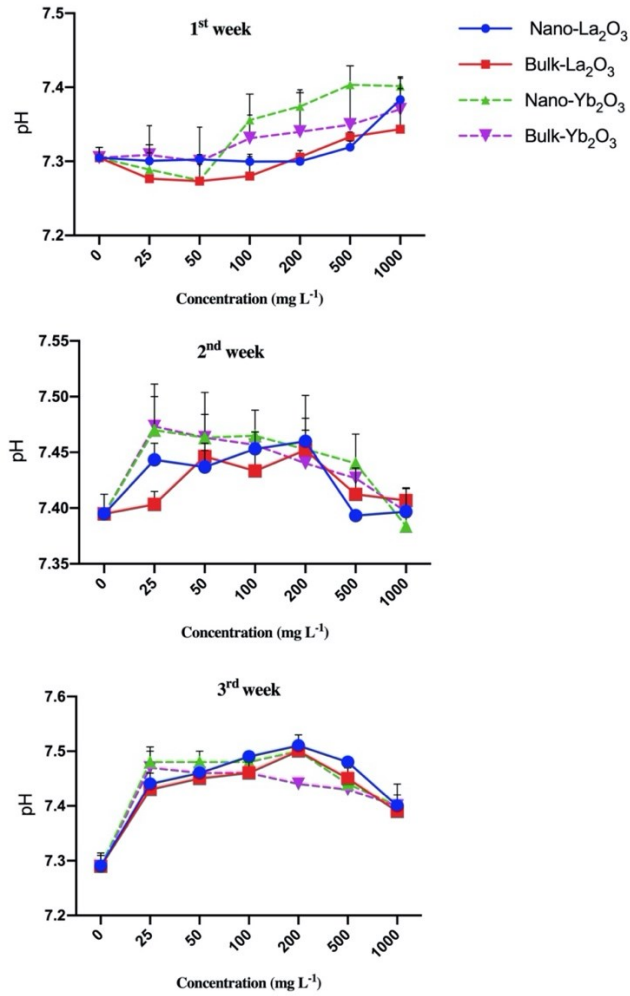 1st week
7.5
7.4
7.3
7.2
pH
0
25
50
100
200
500
1000
Concentration (mg L-1)
Nano-La2O3
Bulk-La2O3
Nano-Yb2O3
Bulk-Yb2O3
2nd week
7.55
7.50
7.45
7.40
7.35
pH
0
25
50
100
200
500
1000
Concentration (mg L-1)
3rd week
7.6
7.5
7.4
7.3
7.2
pH
0
25
50
100
200
500
1000
Concentration (mg L-1)